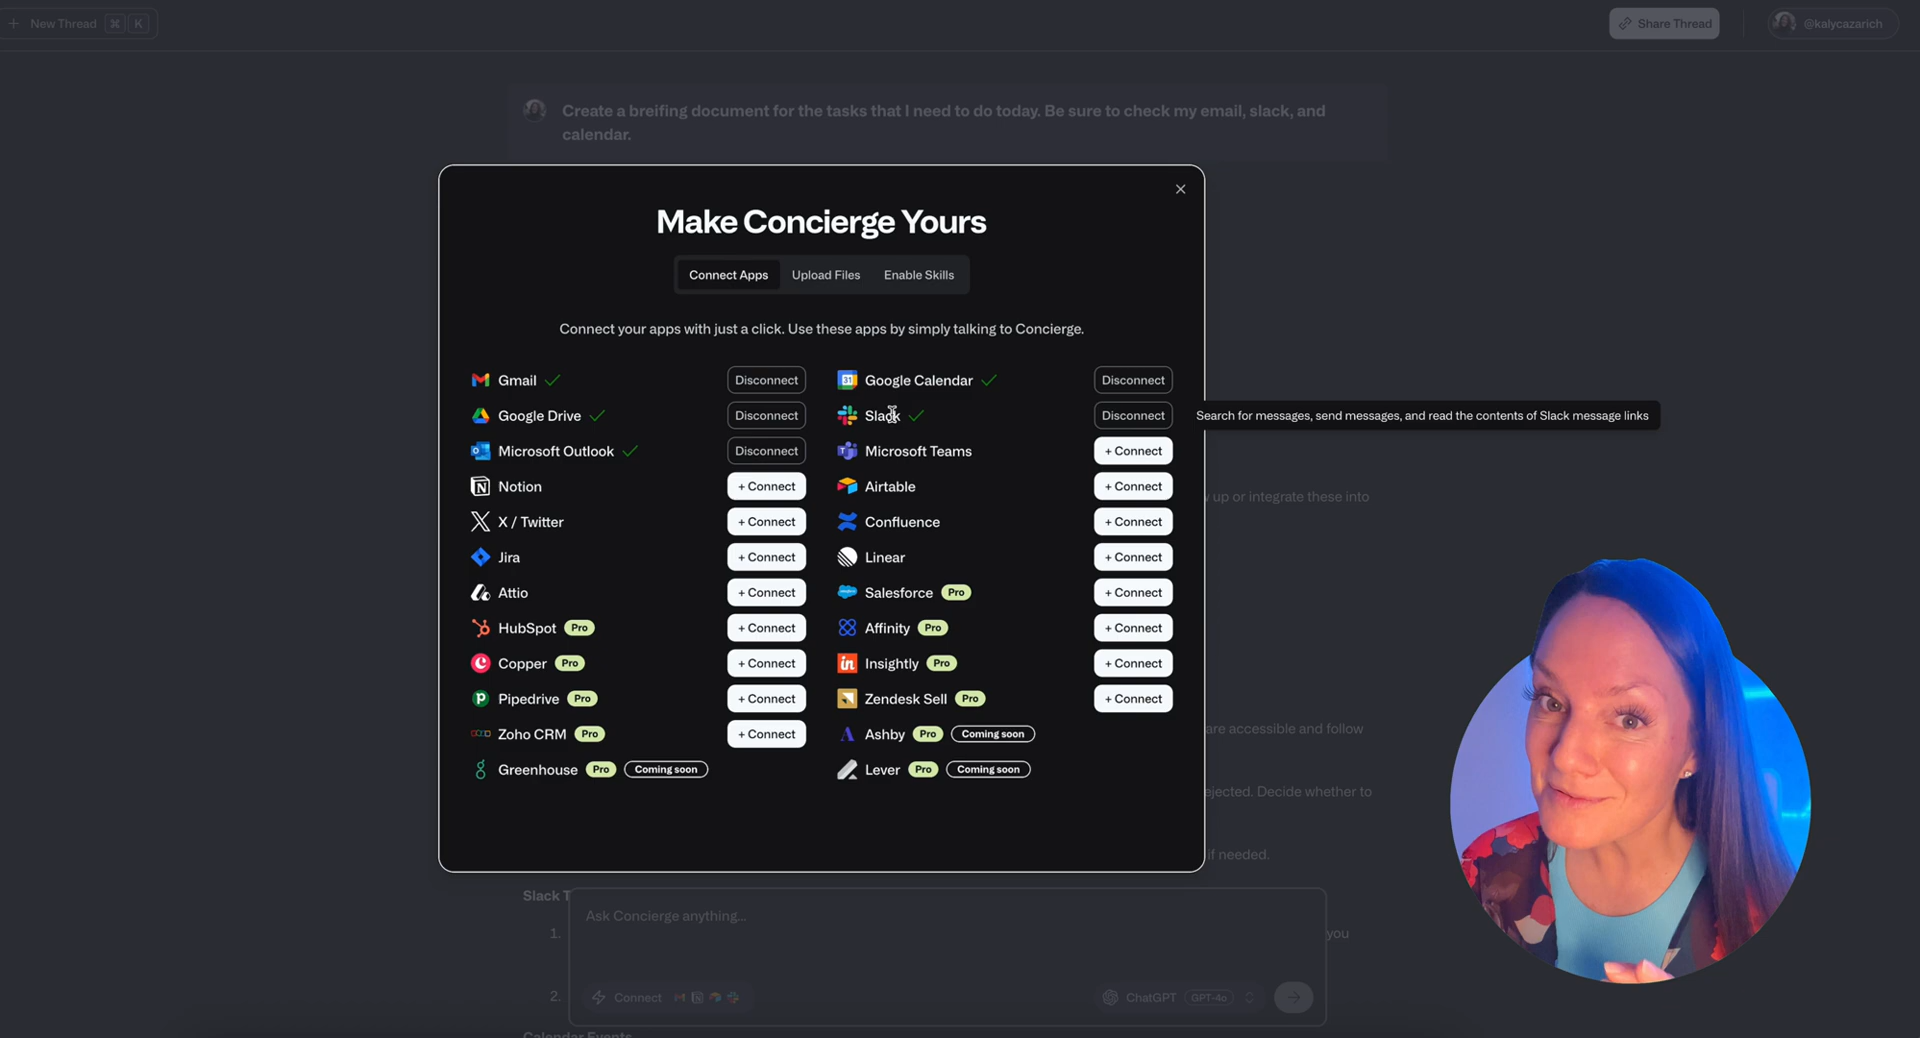 New Thread ⌘ K
Share Thread
@kalycazarich
Create a breifing document for the tasks that I need to do today. Be sure to check my email, slack, and
calendar.
Make Concierge Yours
Connect Apps Upload Files Enable Skills
Connect your apps with just a click. Use these apps by simply talking to Concierge.
Gmail Disconnect Google Calendar Disconnect
Google Drive Disconnect Slack Disconnect Search for messages, send messages, and read the contents of Slack message links
Microsoft Outlook Disconnect Microsoft Teams + Connect
Notion + Connect Airtable + Connect
up or integrate these into
X / Twitter + Connect Confluence + Connect
Jira + Connect Linear + Connect
Attio + Connect Salesforce Pro + Connect
HubSpot Pro + Connect Affinity Pro + Connect
Copper Pro + Connect Insightly Pro + Connect
Pipedrive Pro + Connect Zendesk Sell Pro + Connect
are accessible and follow
Zoho CRM Pro + Connect Ashby Pro Coming soon
Greenhouse Pro Coming soon Lever Pro Coming soon
ejected. Decide whether to
if needed.
Slack T
Ask Concierge anything...
1. you
2.
Connect ChatGPT GPT-4o
Calendar Events